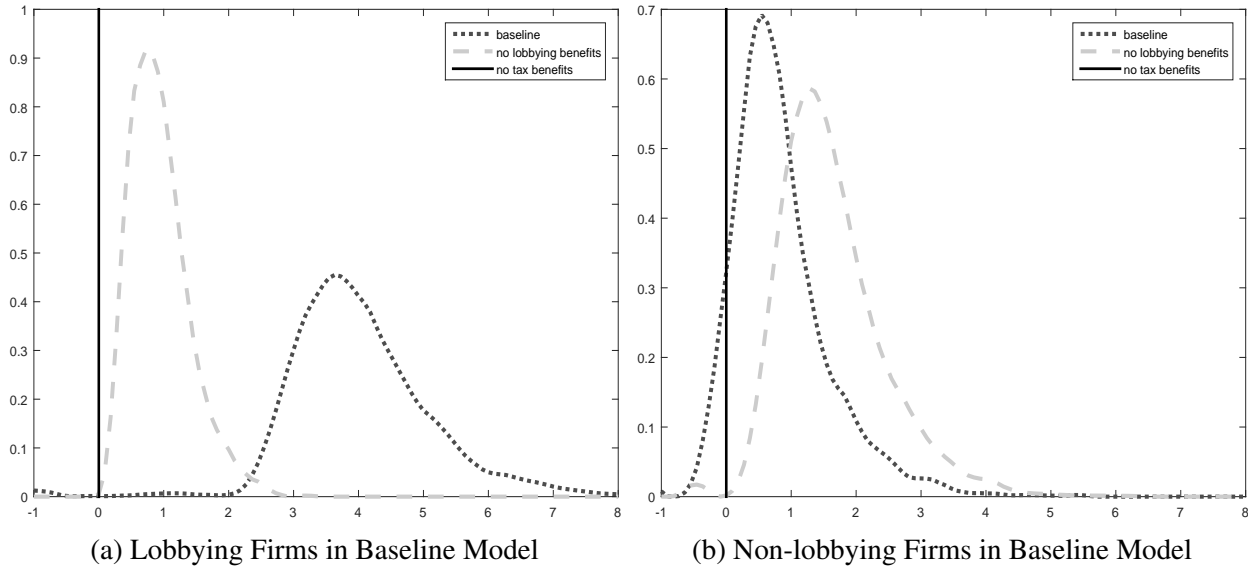 1
0.9
0.8
0.7
0.6
0.5
0.4
0.3
0.2
0.1
0
-1 0 1 2 3 4 5 6 7 8
baseline
no lobbying benefits
no tax benefits
(a) Lobbying Firms in Baseline Model
0.7
0.6
0.5
0.4
0.3
0.2
0.1
0
-1 0 1 2 3 4 5 6 7 8
baseline
no lobbying benefits
no tax benefits
(b) Non-lobbying Firms in Baseline Model